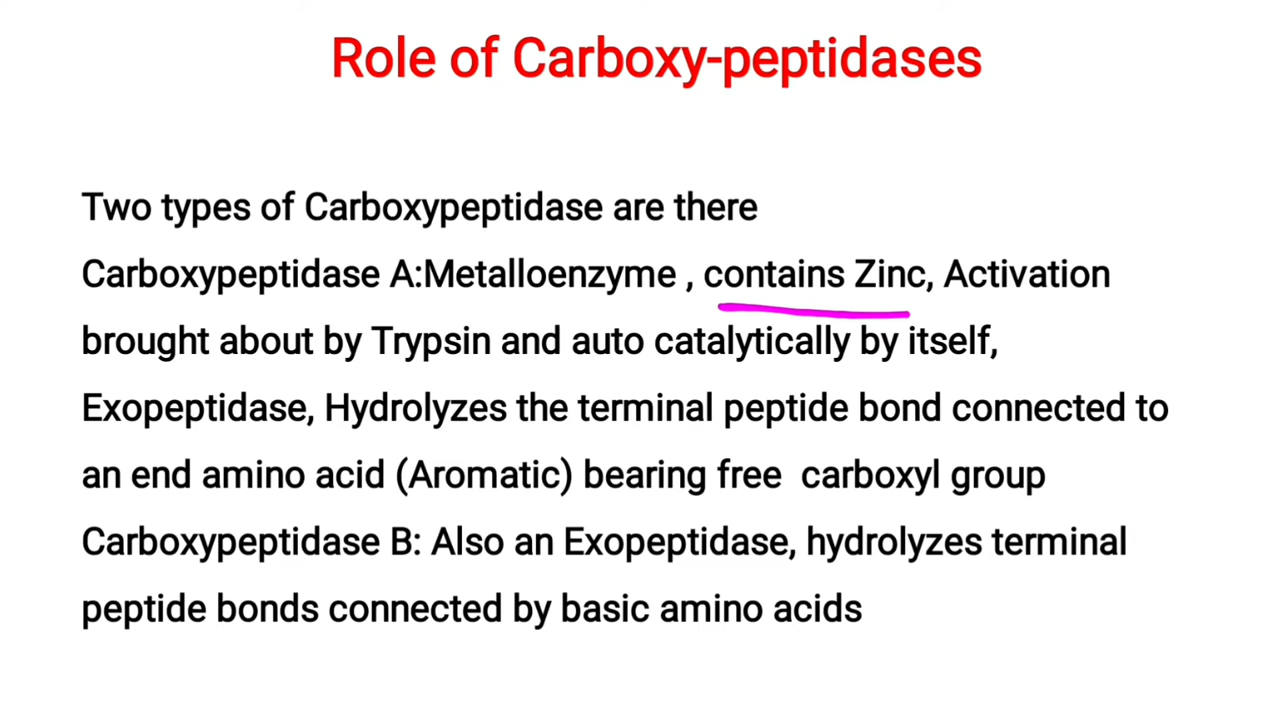 Role of Carboxy-peptidases
Two types of Carboxypeptidase are there
Carboxypeptidase A:Metalloenzyme , contains Zinc, Activation
brought about by Trypsin and auto catalytically by itself,
Exopeptidase, Hydrolyzes the terminal peptide bond connected to
an end amino acid (Aromatic) bearing free  carboxyl group
Carboxypeptidase B: Also an Exopeptidase, hydrolyzes terminal
peptide bonds connected by basic amino acids